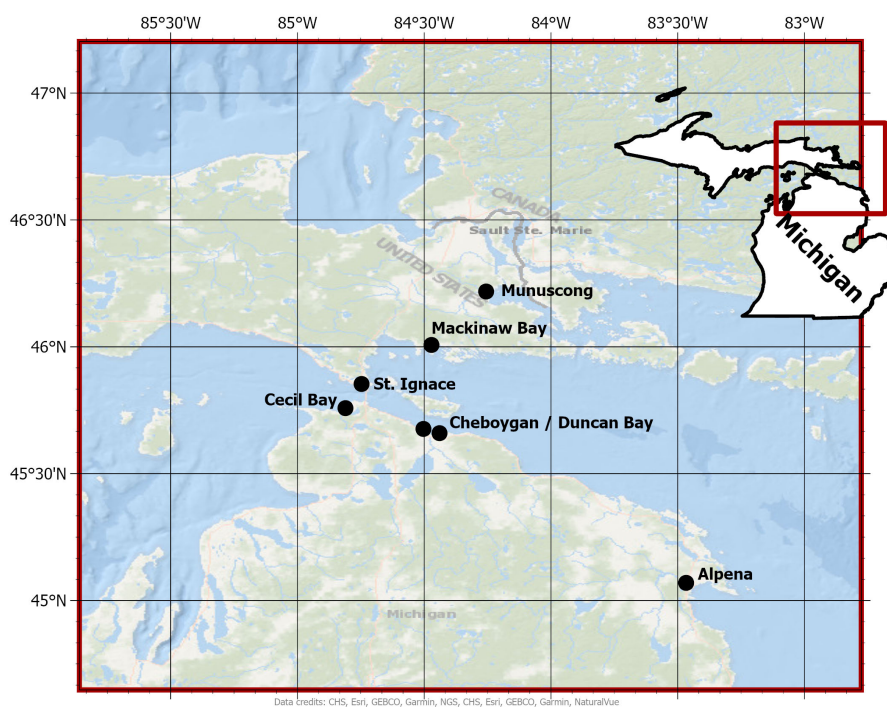 85°30'W 85°W 84°30'W 84°W 83°30'W 83°W
47°N
46°30'N
46°N
45°30'N
45°N
CANADA
Sault Ste. Marie
UNITED STATES
Michigan
Munuscong
Mackinaw Bay
St. Ignace
Cecil Bay
Cheboygan / Duncan Bay
Alpena
Michigan
Data credits: CHS, Esri, GEBCO, Garmin, NGS, CHS, Esri, GEBCO, Garmin, NaturalVue